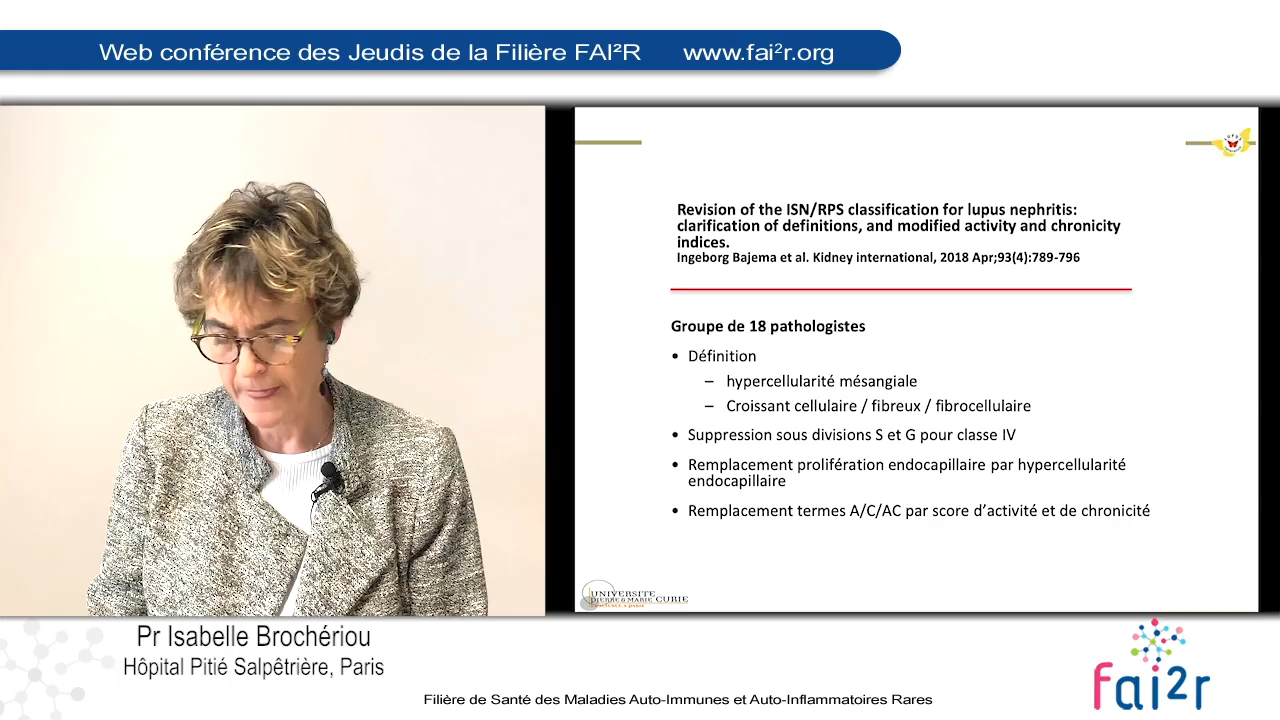 Web conférence des Jeudis de la Filière FAI²R www.fai²r.org
Revision of the ISN/RPS classification for lupus nephritis:
clarification of definitions, and modified activity and chronicity
indices.
Ingeborg Bajema et al. Kidney international, 2018 Apr;93(4):789-796
Groupe de 18 pathologistes
• Définition
– hypercellularité mésangiale
– Croissant cellulaire / fibreux / fibrocellulaire
• Suppression sous divisions S et G pour classe IV
• Remplacement prolifération endocapillaire par hypercellularité
endocapillaire
• Remplacement termes A/C/AC par score d'activité et de chronicité
UNIVERSITE
PIERRE & MARIE CURIE
Pr Isabelle Brochériou
Hôpital Pitié Salpêtrière, Paris
fai2r
Filière de Santé des Maladies Auto-Immunes et Auto-Inflammatoires Rares